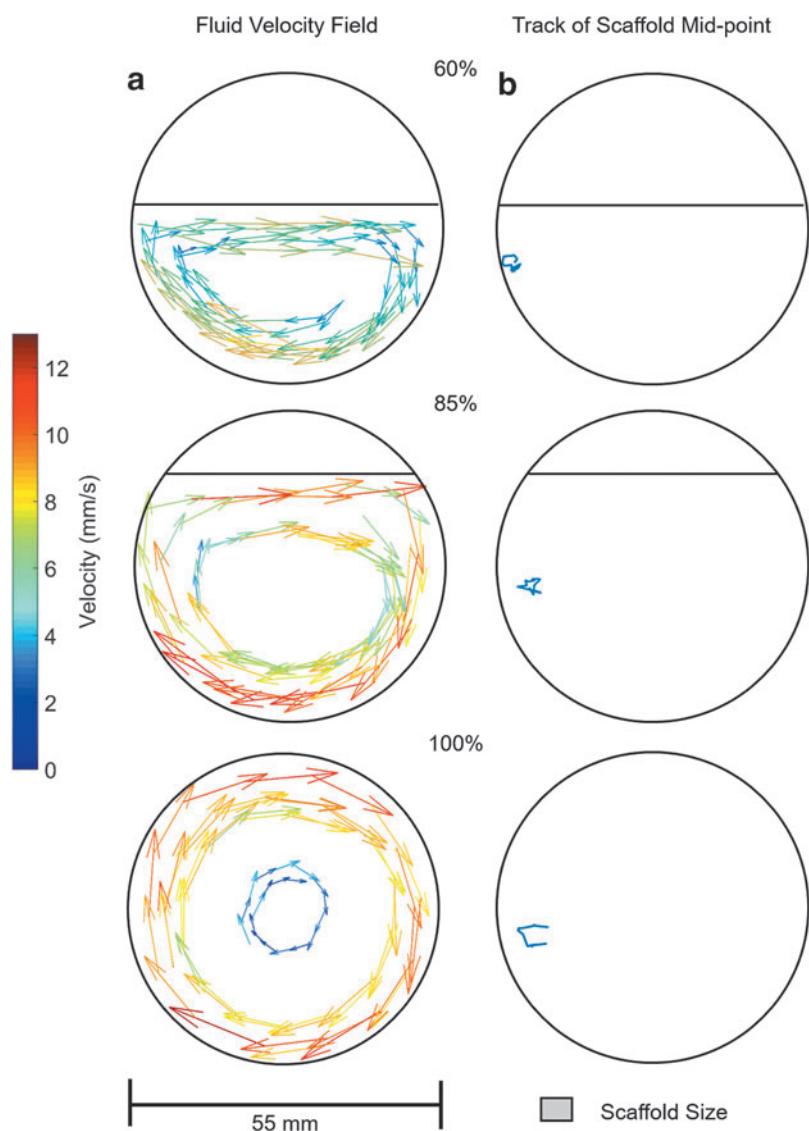 Fluid Velocity Field
Track of Scaffold Mid-point
a
60%
b
85%
100%
12
10
8
6
4
2
0
Velocity (mm/s)
55 mm
Scaffold Size